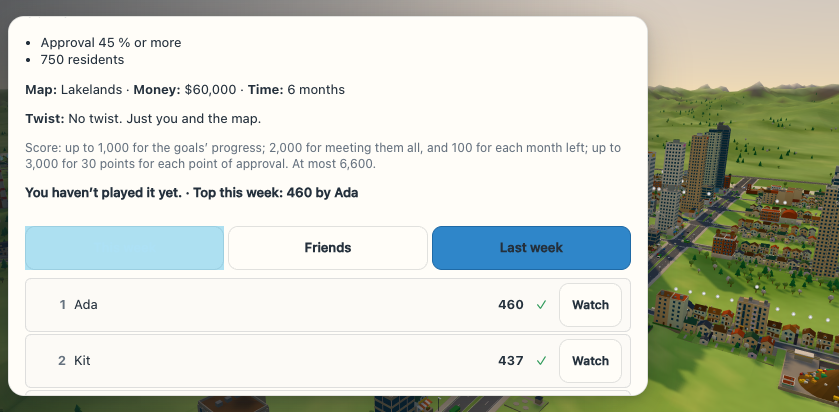 • Approval 45 % or more
• 750 residents
Map: Lakelands · Money: $60,000 · Time: 6 months
Twist: No twist. Just you and the map.
Score: up to 1,000 for the goals’ progress; 2,000 for meeting them all, and 100 for each month left; up to
3,000 for 30 points for each point of approval. At most 6,600.
You haven’t played it yet. · Top this week: 460 by Ada
Friends Last week
1 Ada 460 ✓ Watch
2 Kit 437 ✓ Watch